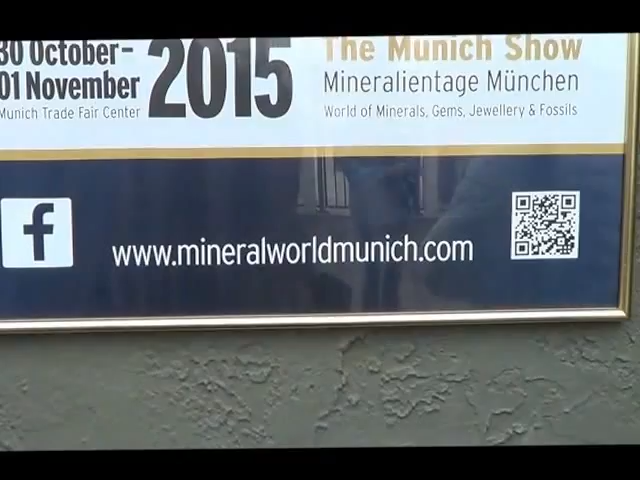 30 October–
01 November
Munich Trade Fair Center
2015
The Munich Show
Mineralientage München
World of Minerals, Gems, Jewellery & Fossils
f
www.mineralworldmunich.com